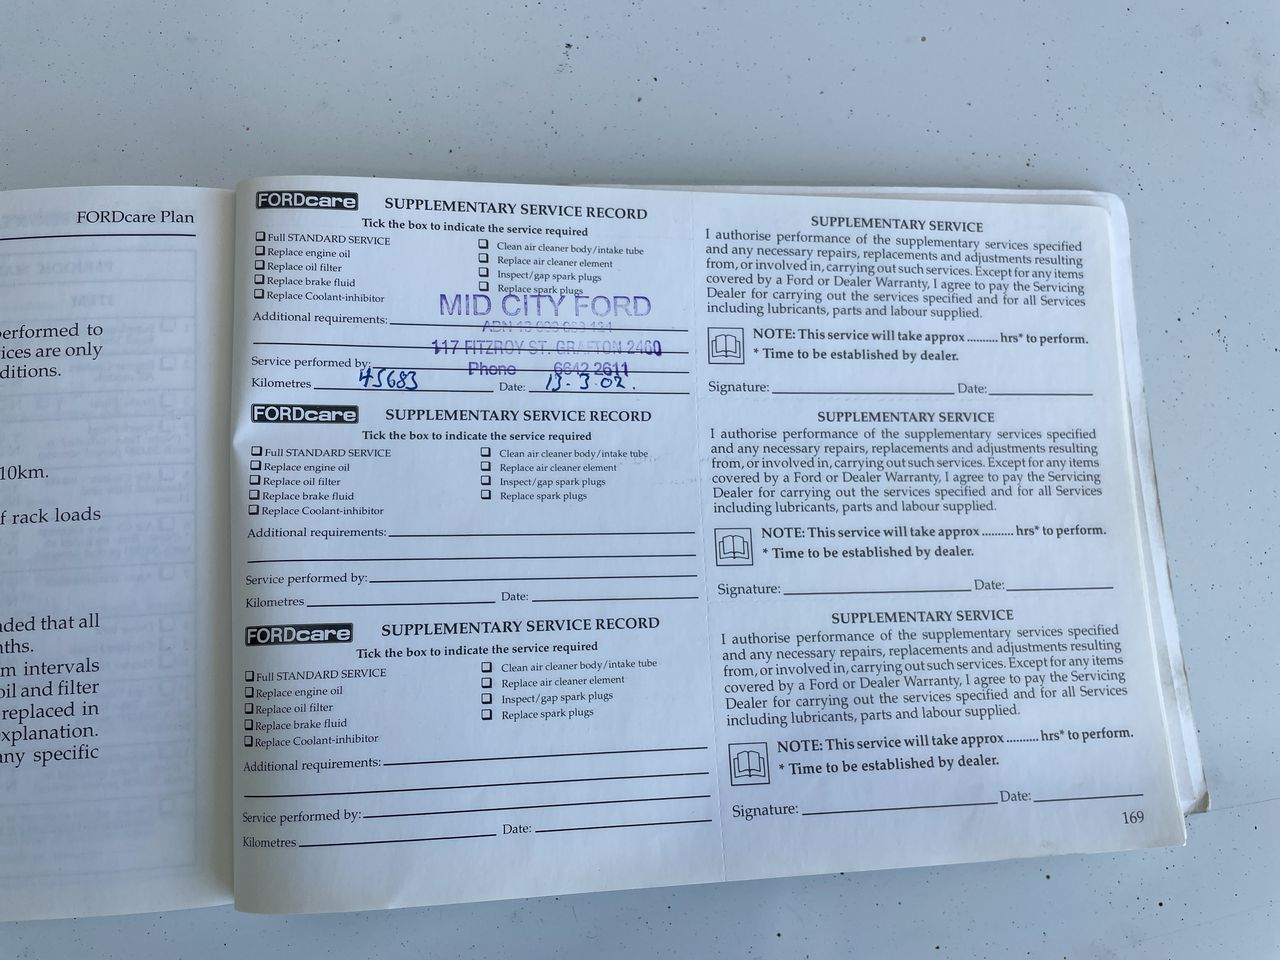 FORDcare Plan
performed to
ices are only
ditions.
10km.
f rack loads
ded that all
nths.
m intervals
oil and filter
replaced in
xplanation.
any specific
FORDcare SUPPLEMENTARY SERVICE RECORD
Tick the box to indicate the service required
Full STANDARD SERVICE
Replace engine oil
Replace oil filter
Replace brake fluid
Replace Coolant-inhibitor
Clean air cleaner body/intake tube
Replace air cleaner element
Inspect/gap spark plugs
Replace spark plugs
MID CITY FORD
Additional requirements:
ABN
117 FITZROY ST. GRAFTON 2460
Service performed by:
Phone 6642 2611
Kilometres 45683 Date: 13-3-02.
SUPPLEMENTARY SERVICE
I authorise performance of the supplementary services specified
and any necessary repairs, replacements and adjustments resulting
from, or involved in, carrying out such services. Except for any items
covered by a Ford or Dealer Warranty, I agree to pay the Servicing
Dealer for carrying out the services specified and for all Services
including lubricants, parts and labour supplied.
NOTE: This service will take approx .......... hrs* to perform.
* Time to be established by dealer.
Signature: Date:
FORDcare SUPPLEMENTARY SERVICE RECORD
Tick the box to indicate the service required
Full STANDARD SERVICE
Replace engine oil
Replace oil filter
Replace brake fluid
Replace Coolant-inhibitor
Clean air cleaner body/intake tube
Replace air cleaner element
Inspect/gap spark plugs
Replace spark plugs
Additional requirements:
Service performed by:
Kilometres Date:
SUPPLEMENTARY SERVICE
I authorise performance of the supplementary services specified
and any necessary repairs, replacements and adjustments resulting
from, or involved in, carrying out such services. Except for any items
covered by a Ford or Dealer Warranty, I agree to pay the Servicing
Dealer for carrying out the services specified and for all Services
including lubricants, parts and labour supplied.
NOTE: This service will take approx .......... hrs* to perform.
* Time to be established by dealer.
Signature: Date:
FORDcare SUPPLEMENTARY SERVICE RECORD
Tick the box to indicate the service required
Full STANDARD SERVICE
Replace engine oil
Replace oil filter
Replace brake fluid
Replace Coolant-inhibitor
Clean air cleaner body/intake tube
Replace air cleaner element
Inspect/gap spark plugs
Replace spark plugs
Additional requirements:
Service performed by:
Kilometres Date:
SUPPLEMENTARY SERVICE
I authorise performance of the supplementary services specified
and any necessary repairs, replacements and adjustments resulting
from, or involved in, carrying out such services. Except for any items
covered by a Ford or Dealer Warranty, I agree to pay the Servicing
Dealer for carrying out the services specified and for all Services
including lubricants, parts and labour supplied.
NOTE: This service will take approx .......... hrs* to perform.
* Time to be established by dealer.
Signature: Date:
169